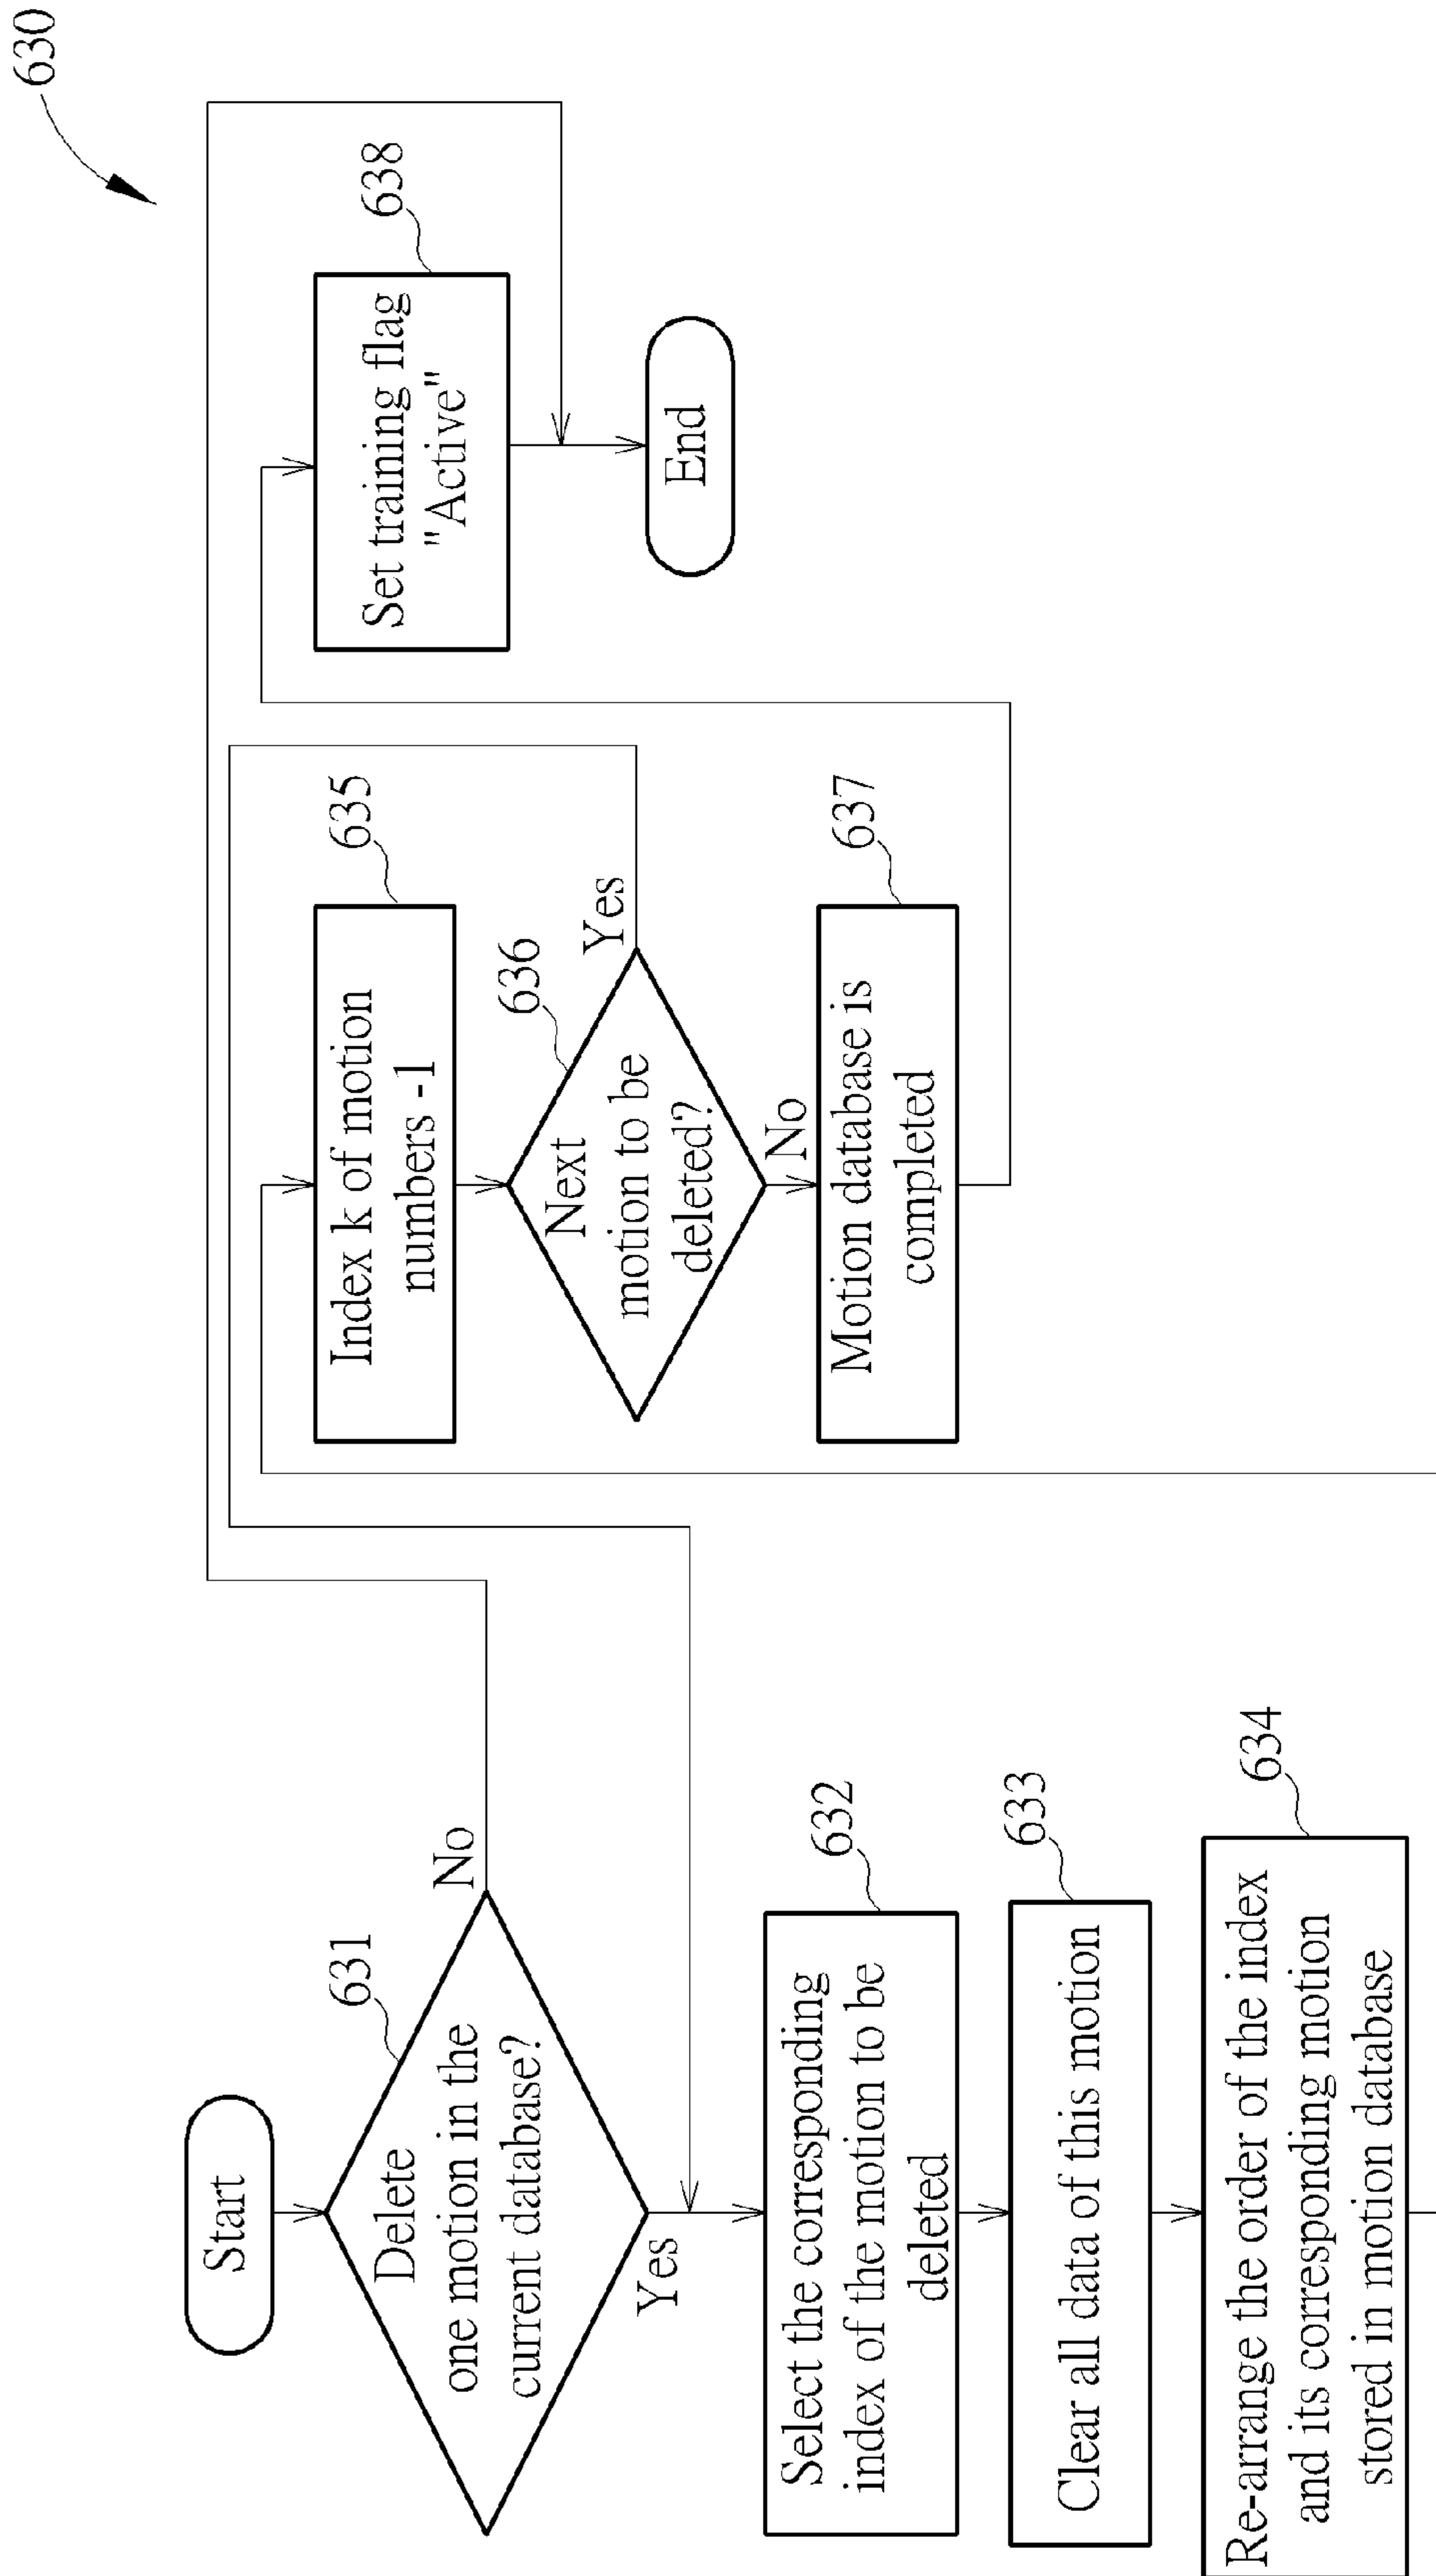 630
Start
631
Delete
one motion in the
current database?
No
Yes
632
Select the corresponding
index of the motion to be
deleted
633
Clear all data of this motion
634
Re-arrange the order of the index
and its corresponding motion
stored in motion database
635
Index k of motion
numbers -1
636
Next
motion to be
deleted?
Yes
No
637
Motion database is
completed
638
Set training flag
"Active"
End